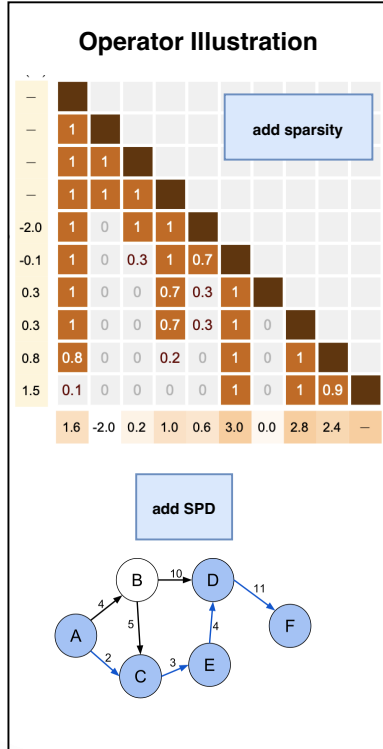 Operator Illustration
—
— 1
— 1 1
— 1 1 1
-2.0 1 0 1 1
-0.1 1 0 0.3 1 0.7
0.3 1 0 0 0.7 0.3 1
0.3 1 0 0 0.7 0.3 1 0
0.8 0.8 0 0 0.2 0 1 0 1
1.5 0.1 0 0 0 0 1 0 1 0.9
1.6 -2.0 0.2 1.0 0.6 3.0 0.0 2.8 2.4 —
add sparsity
add SPD
B 10 D
4 11
A 5 4 F
2 3 E
C